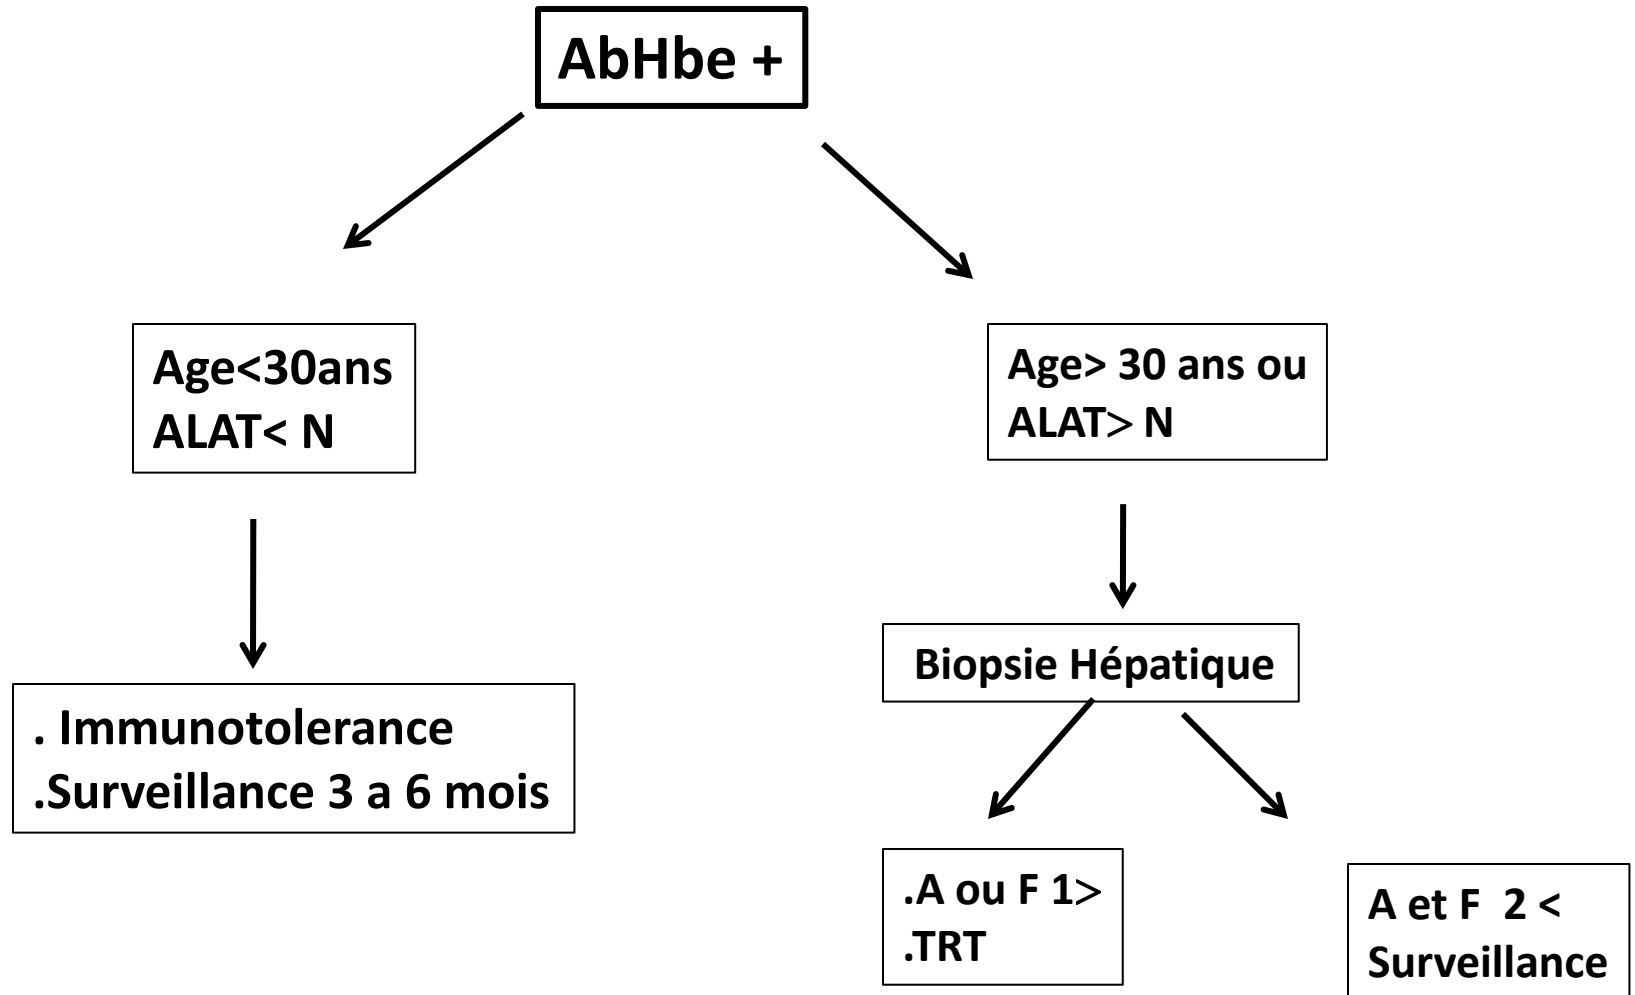 AbHbe +
Age<30ans
ALAT< N
Age> 30 ans ou
ALAT> N
. Immunotolerance
.Surveillance 3 a 6 mois
Biopsie Hépatique
.A ou F 1>
.TRT
A et F 2 <
Surveillance